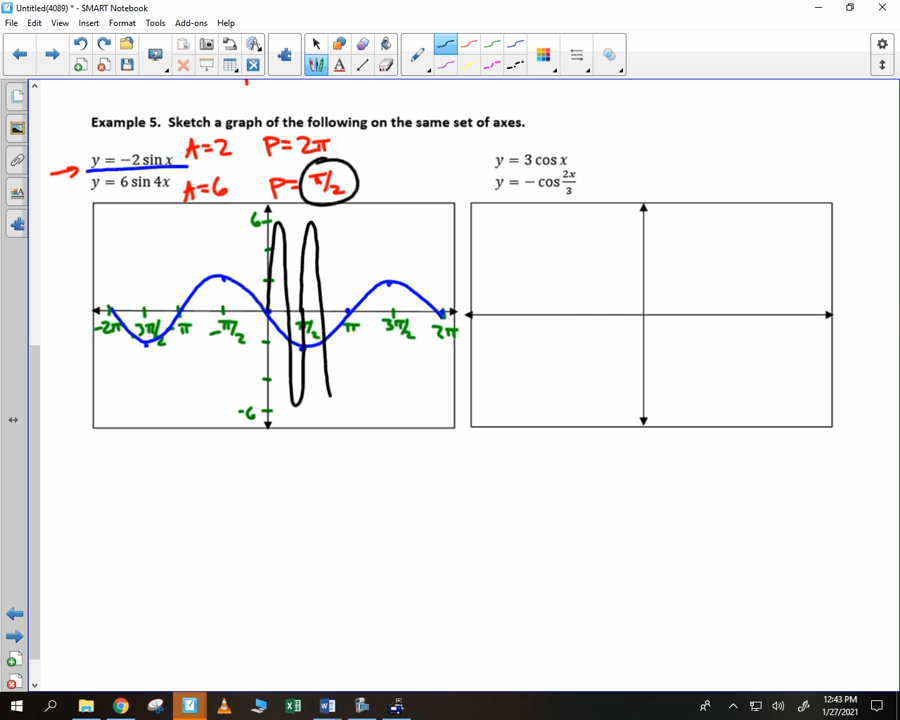 Untitled(4089) * - SMART Notebook
File Edit View Insert Format Tools Add-ons Help
Example 5. Sketch a graph of the following on the same set of axes.
y = −2 sin x A=2 P=2π
y = 6 sin 4x A=6 P=π/2
y = 3 cos x
y = − cos 2x/3
6
-2π 3π/2 -π -π/2 π/2 π 3π/2 2π
-6
12:43 PM
1/27/2021